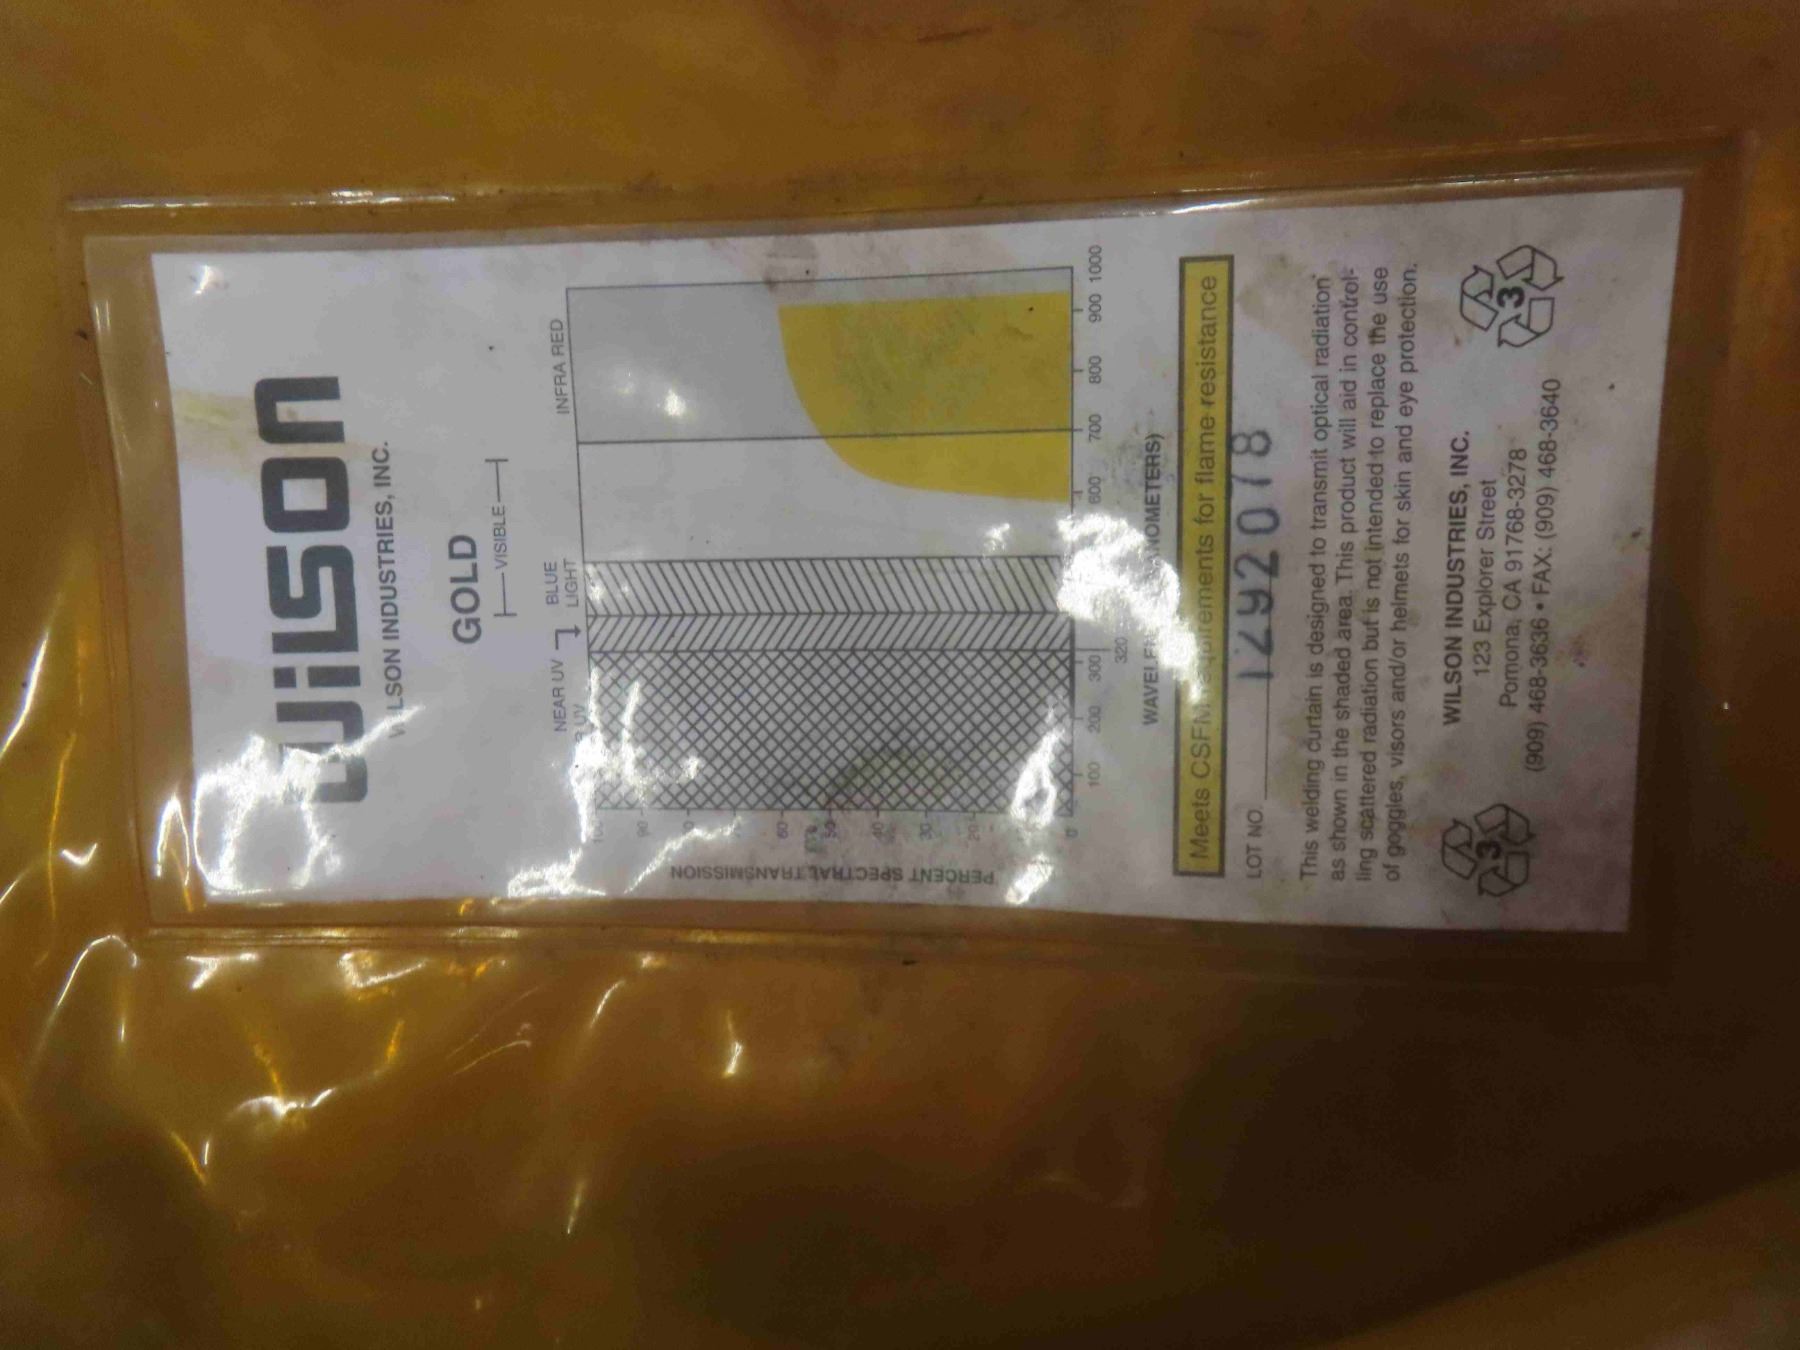 wilson
WILSON INDUSTRIES, INC.
GOLD
VISIBLE
NEAR UV
BLUE
LIGHT
INFRA RED
UV
PERCENT SPECTRAL TRANSMISSION
90
60
50
40
30
20
0
100 200 300 600 700 800 900 1000
320
Meets CSFM requirements for flame resistance
LOT NO. 1292078
This welding curtain is designed to transmit optical radiation
as shown in the shaded area. This product will aid in control-
ling scattered radiation but is not intended to replace the use
of goggles, visors and/or helmets for skin and eye protection.
WILSON INDUSTRIES, INC.
123 Explorer Street
Pomona, CA 91768-3278
(909) 468-3636 • FAX: (909) 468-3640
3
3